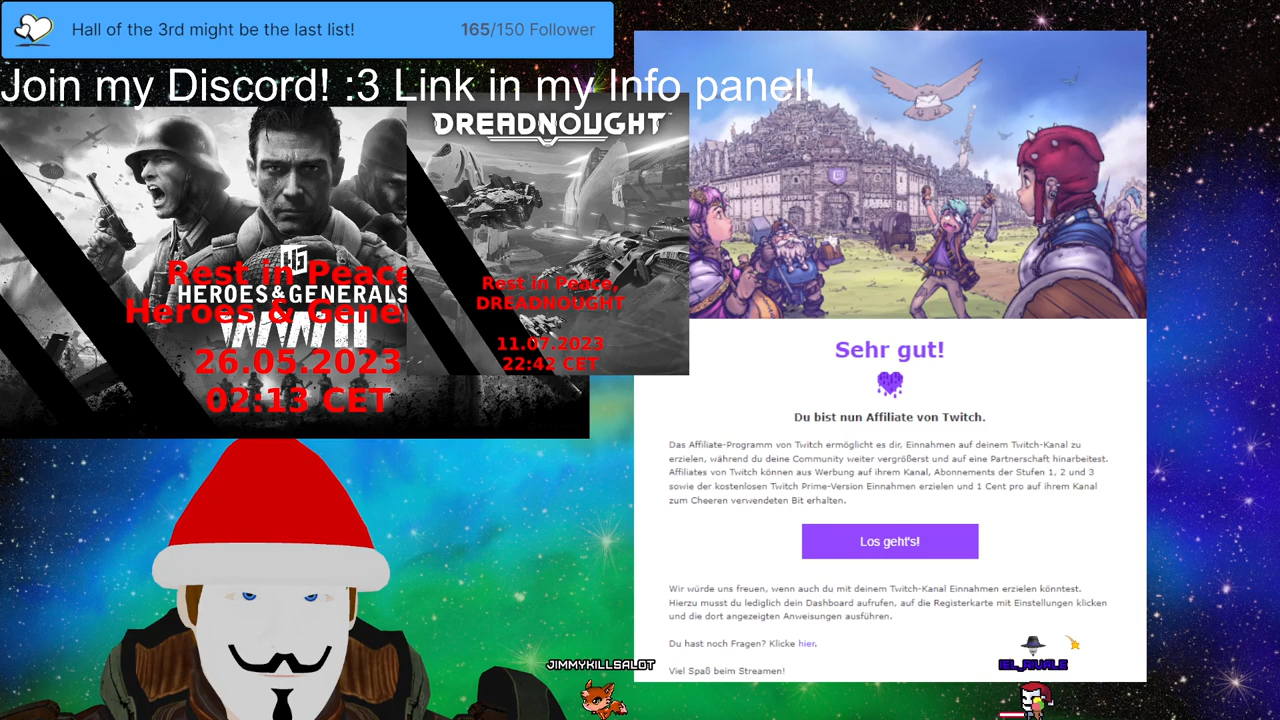 Hall of the 3rd might be the last list!
165/150 Follower
Join my Discord! :3 Link in my Info panel!
DREADNOUGHT
Rest in Peace,
DREADNOUGHT
11.07.2023
22:42 CET
Rest in Peace
HEROES & GENERALS
Heroes & Gener
WWII
26.05.2023
02:13 CET
Sehr gut!
Du bist nun Affiliate von Twitch.
Das Affiliate-Programm von Twitch ermöglicht es dir, Einnahmen auf deinem Twitch-Kanal zu
erzielen, während du deine Community weiter vergrößerst und auf eine Partnerschaft hinarbeitest.
Affiliates von Twitch können aus Werbung auf ihrem Kanal, Abonnements der Stufen 1, 2 und 3
sowie der kostenlosen Twitch Prime-Version Einnahmen erzielen und 1 Cent pro auf ihrem Kanal
zum Cheeren verwendeten Bit erhalten.
Los geht's!
Wir würde uns freuen, wenn auch du mit deinem Twitch-Kanal Einnahmen erzielen könntest.
Hierzu musst du lediglich dein Dashboard aufrufen, auf die Registerkarte mit Einstellungen klicken
und die dort angezeigten Anweisungen ausführen.
Du hast noch Fragen? Klicke hier.
Viel Spaß beim Streamen!
JIMMYKILLSALOT